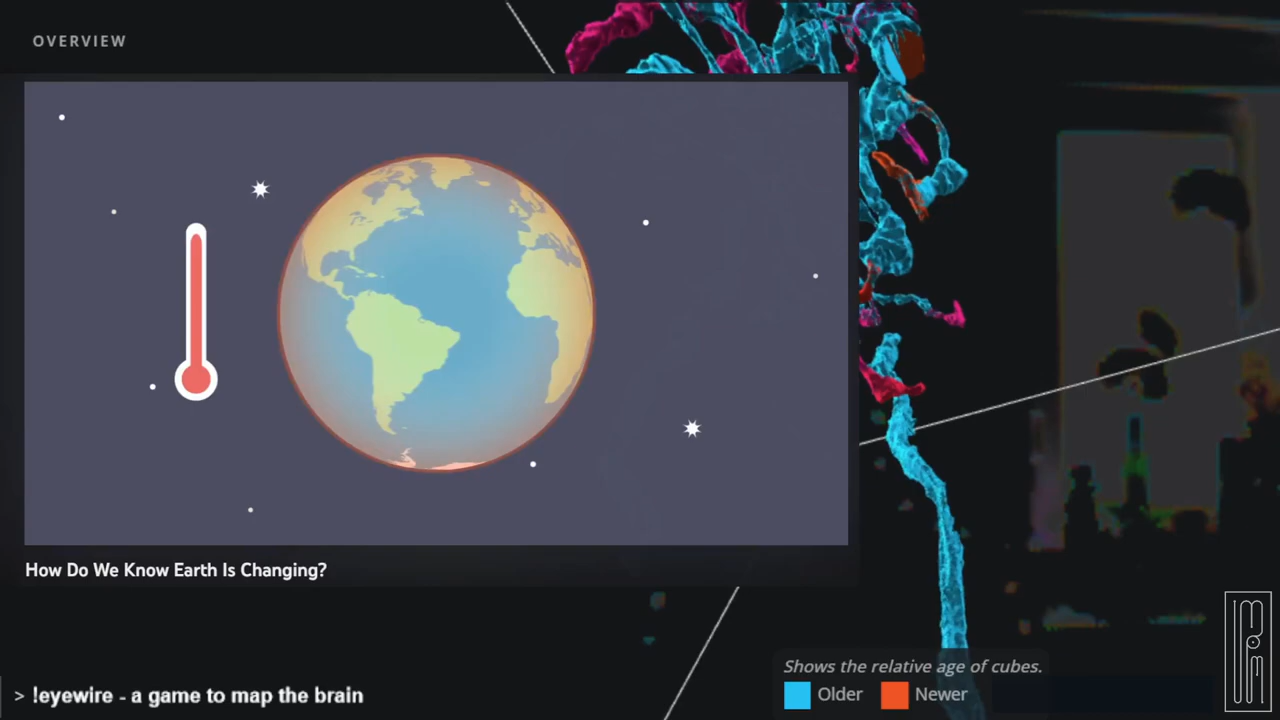 OVERVIEW
How Do We Know Earth Is Changing?
Shows the relative age of cubes.
Older
Newer
> !eyewire - a game to map the brain